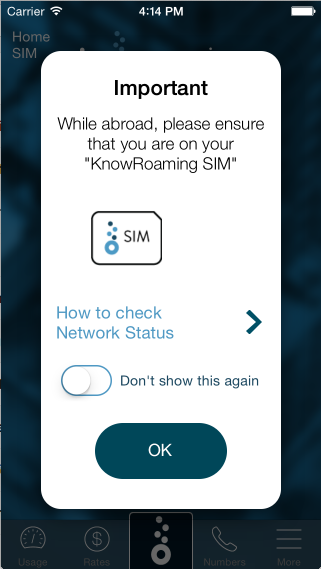 Carrier 4:14 PM
Home
SIM
Important
While abroad, please ensure
that you are on your
"KnowRoaming SIM"
SIM
How to check
Network Status
Don't show this again
OK
Usage Rates Numbers More